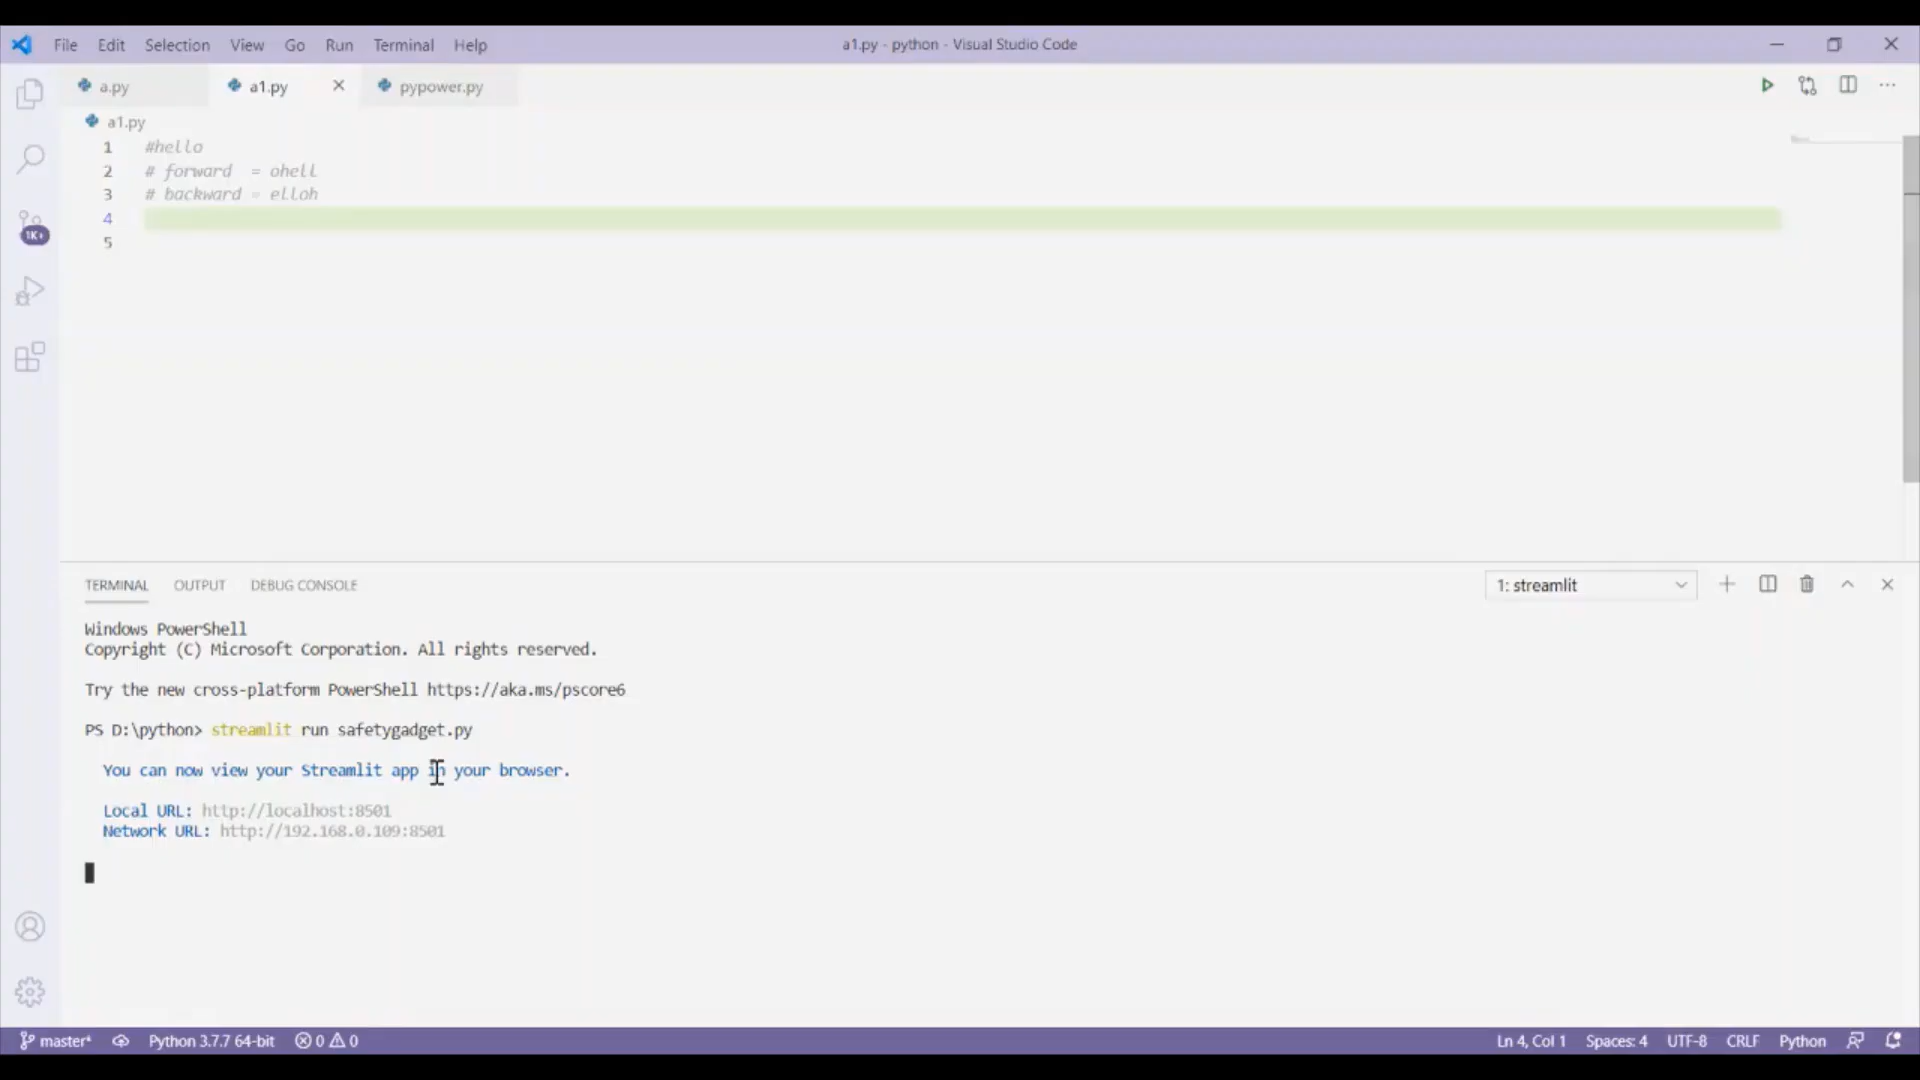 File Edit Selection View Go Run Terminal Help a1.py - python - Visual Studio Code
a.py a1.py pypower.py
a1.py
1 #hello
2 # forward  = ohell
3 # backward = elloh
4
5
1K+
TERMINAL OUTPUT DEBUG CONSOLE 1: streamlit
Windows PowerShell
Copyright (C) Microsoft Corporation. All rights reserved.
Try the new cross-platform PowerShell https://aka.ms/pscore6
PS D:\python> streamlit run safetygadget.py
You can now view your Streamlit app in your browser.
Local URL: http://localhost:8501
Network URL: http://192.168.0.109:8501
master* Python 3.7.7 64-bit 0 0 Ln 4, Col 1 Spaces: 4 UTF-8 CRLF Python